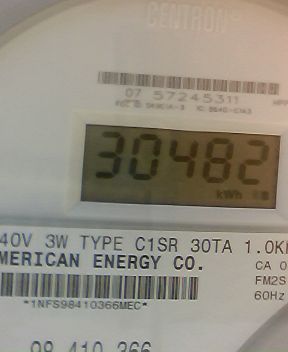 CENTRON®
07 57245311
30482
kWh
40V 3W TYPE C1SR 30TA 1.0K
MERICAN ENERGY CO.
CA 0
FM2S
*1NFS98410366MEC*
60Hz
98 410 366